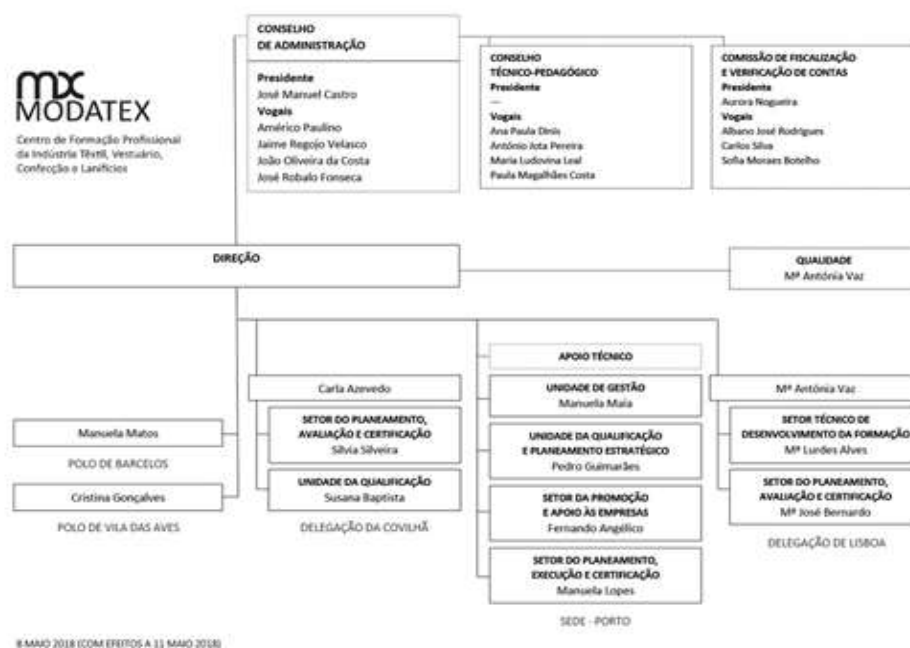 mx
MODATEX
Centro de Formação Profissional
da Indústria Têxtil, Vestuário,
Confecção e Lanifícios
CONSELHO
DE ADMINISTRAÇÃO
Presidente
José Manuel Castro
Vogais
Américo Paulino
Jaime Regojo Velasco
João Oliveira da Costa
José Robalo Fonseca
CONSELHO
TÉCNICO-PEDAGÓGICO
Presidente
—
Vogais
Ana Paula Dinis
António Jota Pereira
Maria Ludovina Leal
Paula Magalhães Costa
COMISSÃO DE FISCALIZAÇÃO
E VERIFICAÇÃO DE CONTAS
Presidente
Aurora Nogueira
Vogais
Albano José Rodrigues
Carlos Silva
Sofia Moraes Botelho
DIREÇÃO
QUALIDADE
Mª Antónia Vaz
Manuela Matos
POLO DE BARCELOS
Cristina Gonçalves
POLO DE VILA DAS AVES
Carla Azevedo
SETOR DO PLANEAMENTO,
AVALIAÇÃO E CERTIFICAÇÃO
Sílvia Silveira
UNIDADE DA QUALIFICAÇÃO
Susana Baptista
DELEGAÇÃO DA COVILHÃ
APOIO TÉCNICO
UNIDADE DE GESTÃO
Manuela Maia
UNIDADE DA QUALIFICAÇÃO
E PLANEAMENTO ESTRATÉGICO
Pedro Guimarães
SETOR DA PROMOÇÃO
E APOIO ÀS EMPRESAS
Fernando Angélico
SETOR DO PLANEAMENTO,
EXECUÇÃO E CERTIFICAÇÃO
Manuela Lopes
SEDE - PORTO
Mª Antónia Vaz
SETOR TÉCNICO DE
DESENVOLVIMENTO DA FORMAÇÃO
Mª Lurdes Alves
SETOR DO PLANEAMENTO,
AVALIAÇÃO E CERTIFICAÇÃO
Mª José Bernardo
DELEGAÇÃO DE LISBOA
8 MAIO 2018 (COM EFEITOS A 11 MAIO 2018)